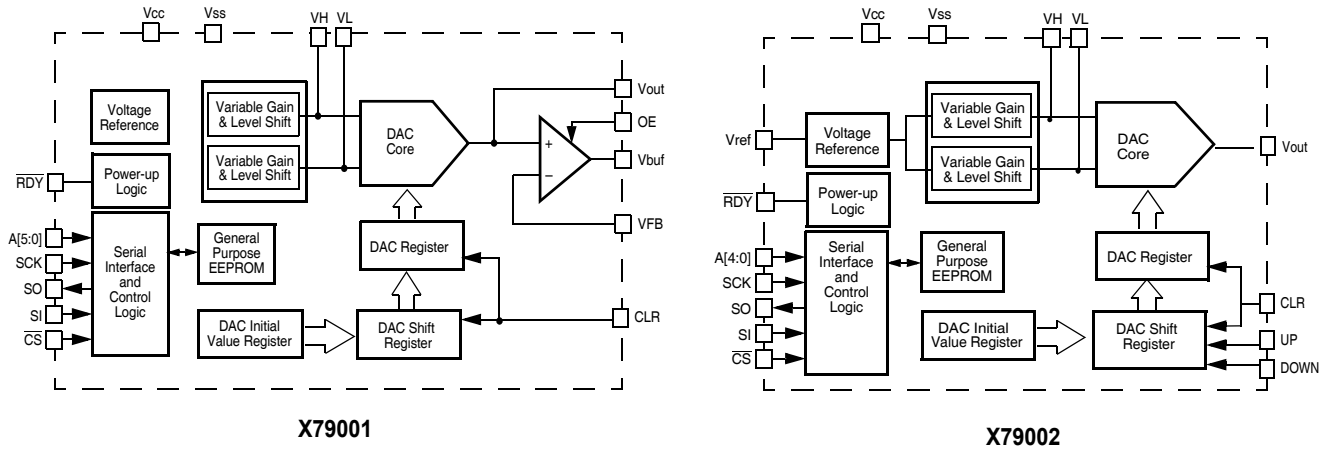 Vcc Vss VH VL
Voltage
Reference
Variable Gain
& Level Shift
Variable Gain
& Level Shift
DAC
Core
Vout
OE
+
Vbuf
−
VFB
RDY
Power-up
Logic
A[5:0]
SCK
SO
SI
CS
Serial
Interface
and
Control
Logic
General
Purpose
EEPROM
DAC Register
DAC Initial
Value Register
DAC Shift
Register
CLR
X79001
Vcc Vss VH VL
Vref
Voltage
Reference
Variable Gain
& Level Shift
Variable Gain
& Level Shift
DAC
Core
Vout
RDY
Power-up
Logic
A[4:0]
SCK
SO
SI
CS
Serial
Interface
and Control
Logic
General
Purpose
EEPROM
DAC Register
DAC Initial
Value Register
DAC Shift
Register
CLR
UP
DOWN
X79002